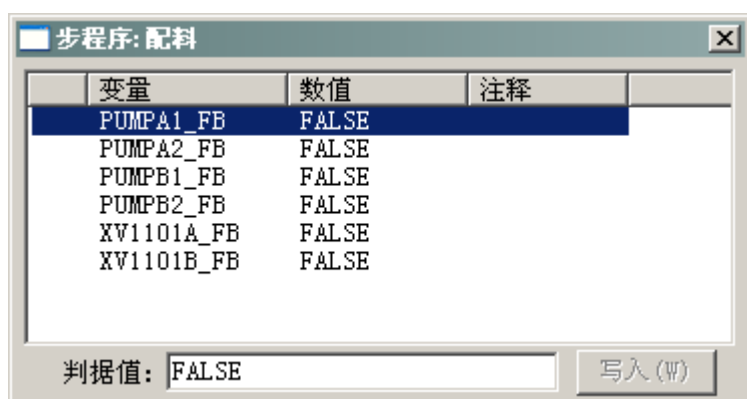 步程序:配料
变量 数值 注释
PUMPA1_FB FALSE
PUMPA2_FB FALSE
PUMPB1_FB FALSE
PUMPB2_FB FALSE
XV1101A_FB FALSE
XV1101B_FB FALSE
判据值: FALSE 写入(W)